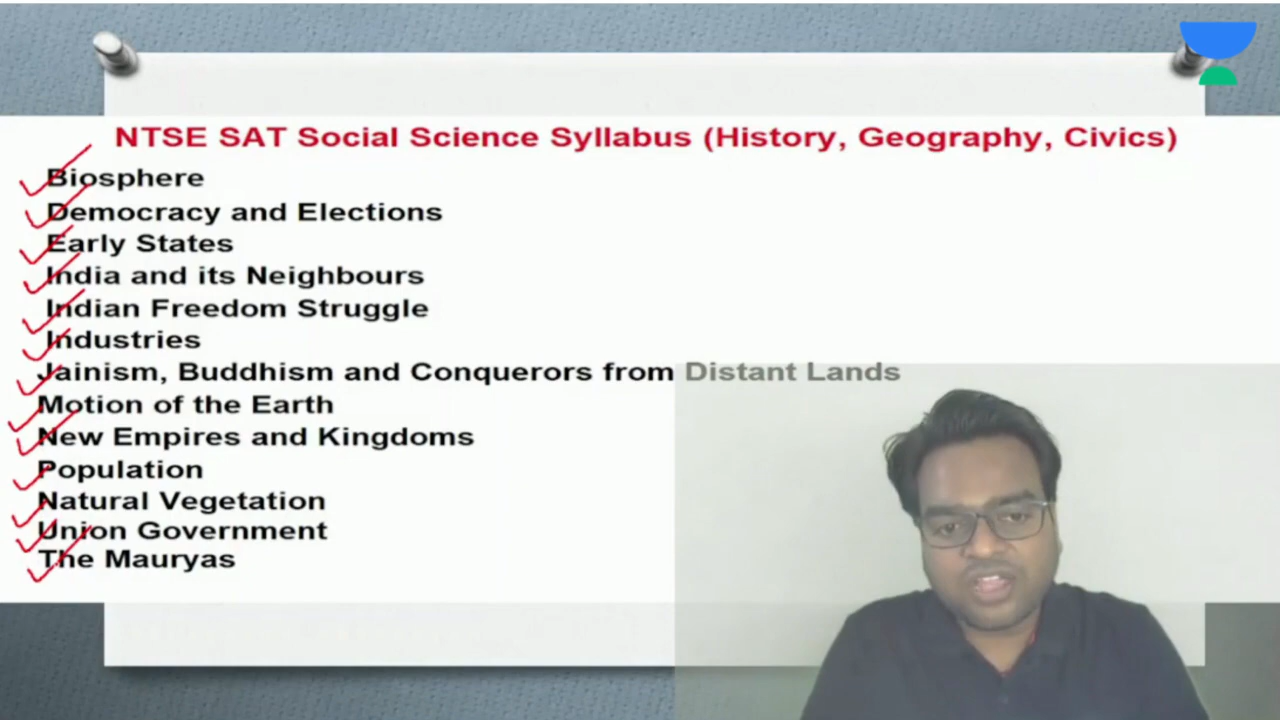 NTSE SAT Social Science Syllabus (History, Geography, Civics)
Biosphere
Democracy and Elections
Early States
India and its Neighbours
Indian Freedom Struggle
Industries
Jainism, Buddhism and Conquerors from Distant Lands
Motion of the Earth
New Empires and Kingdoms
Population
Natural Vegetation
Union Government
The Mauryas